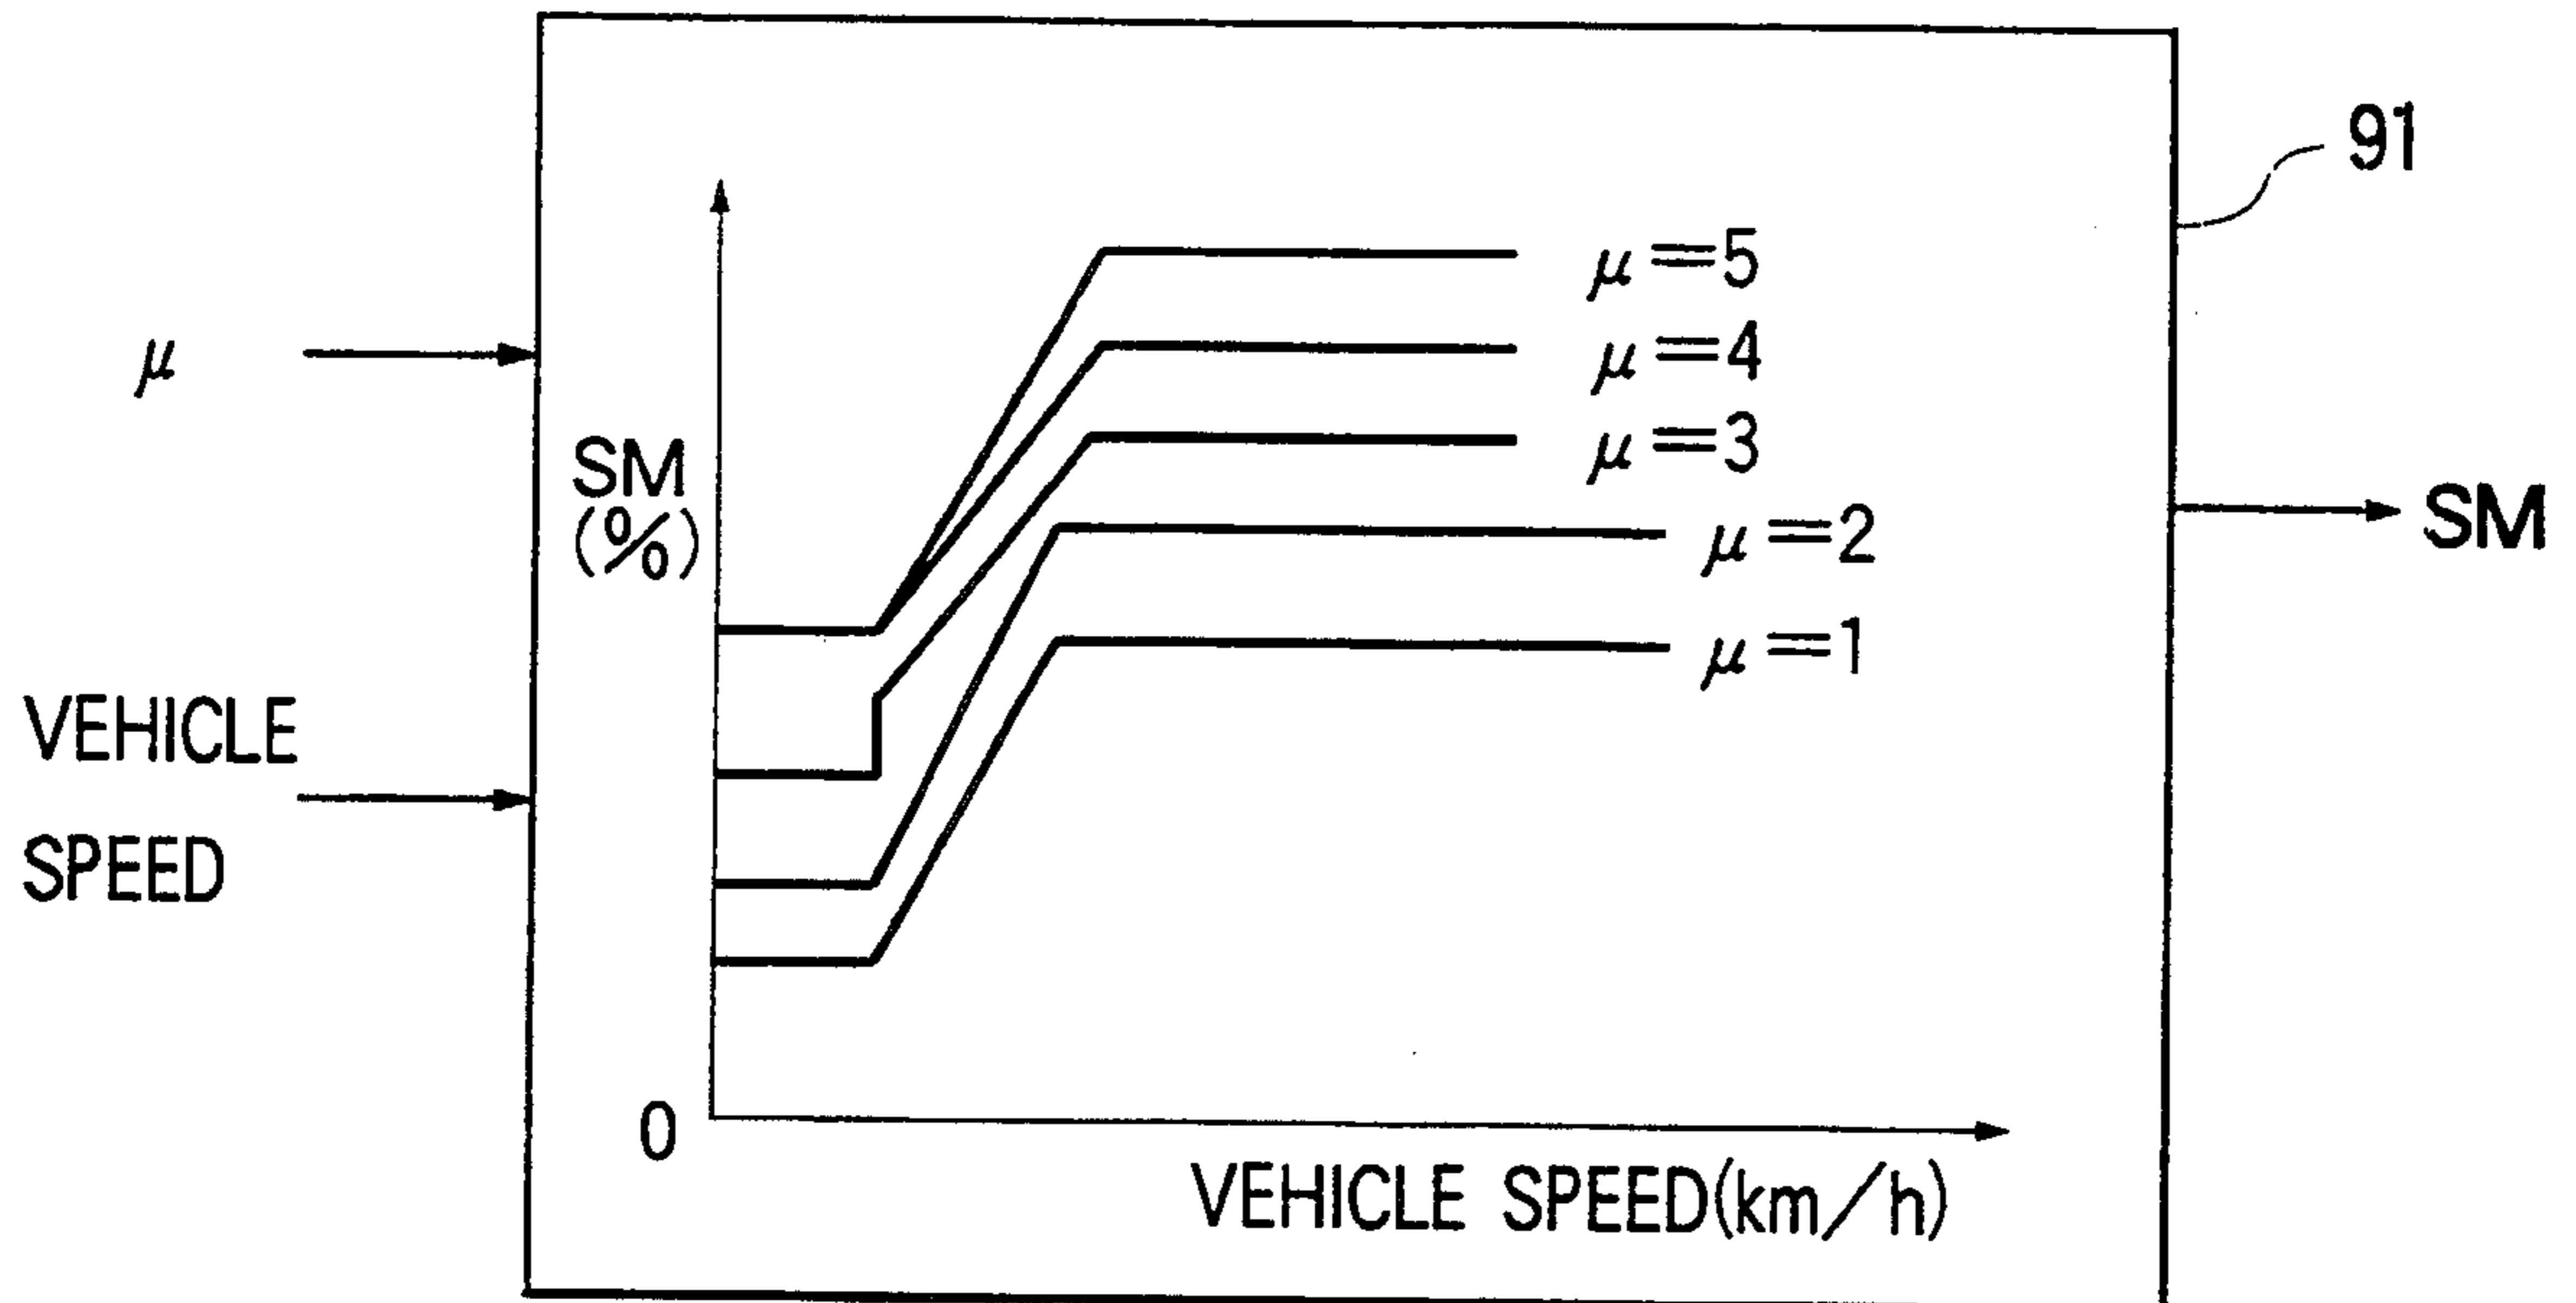 91
μ=5
μ
μ=4
μ=3
SM
(%)
μ=2
SM
μ=1
VEHICLE
SPEED
0
VEHICLE SPEED(km/h)